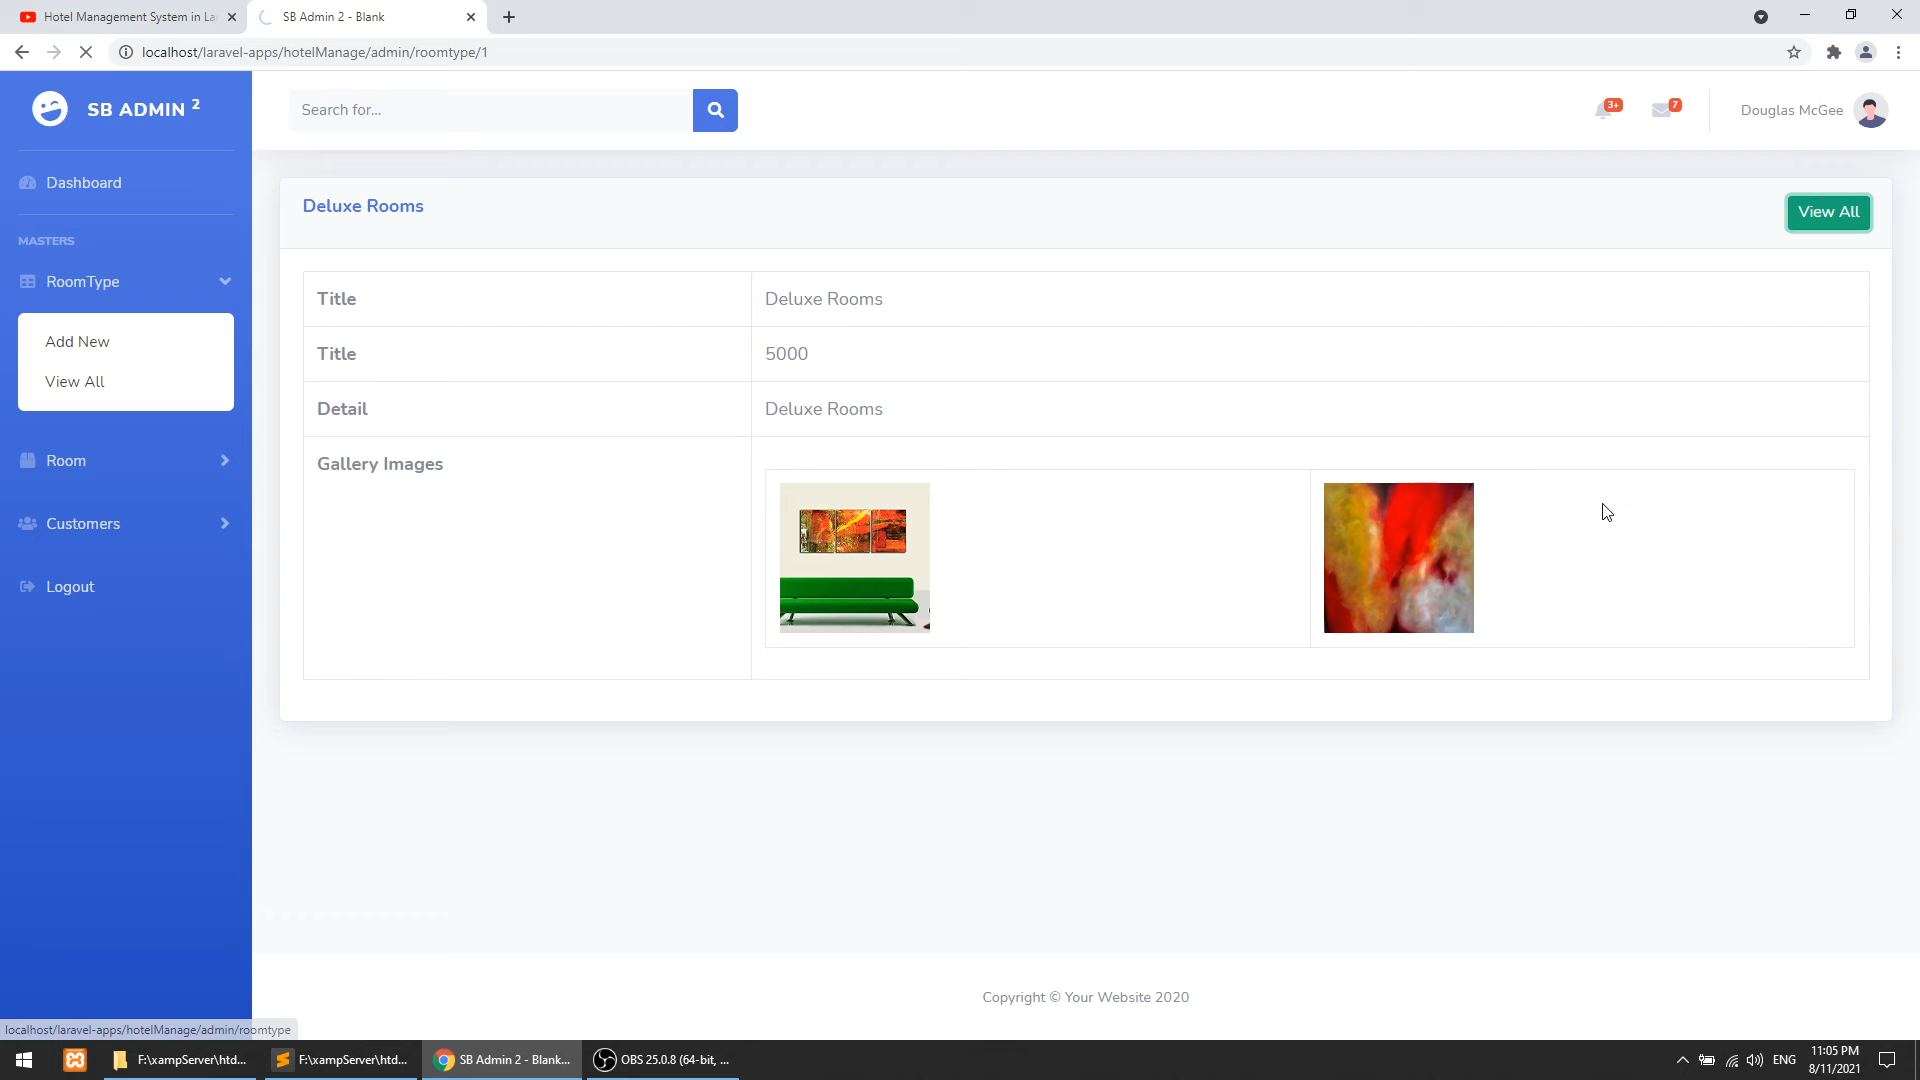 Hotel Management System in La
SB Admin 2 - Blank
localhost/laravel-apps/hotelManage/admin/roomtype/1
SB ADMIN 2
Search for...
3+
7
Douglas McGee
Dashboard
MASTERS
RoomType
Add New
View All
Room
Customers
Logout
Deluxe Rooms
View All
Title
Deluxe Rooms
Title
5000
Detail
Deluxe Rooms
Gallery Images
Copyright © Your Website 2020
localhost/laravel-apps/hotelManage/admin/roomtype
F:\xampServer\htd...
F:\xampServer\htd...
SB Admin 2 - Blank...
OBS 25.0.8 (64-bit, ...
ENG
11:05 PM
8/11/2021